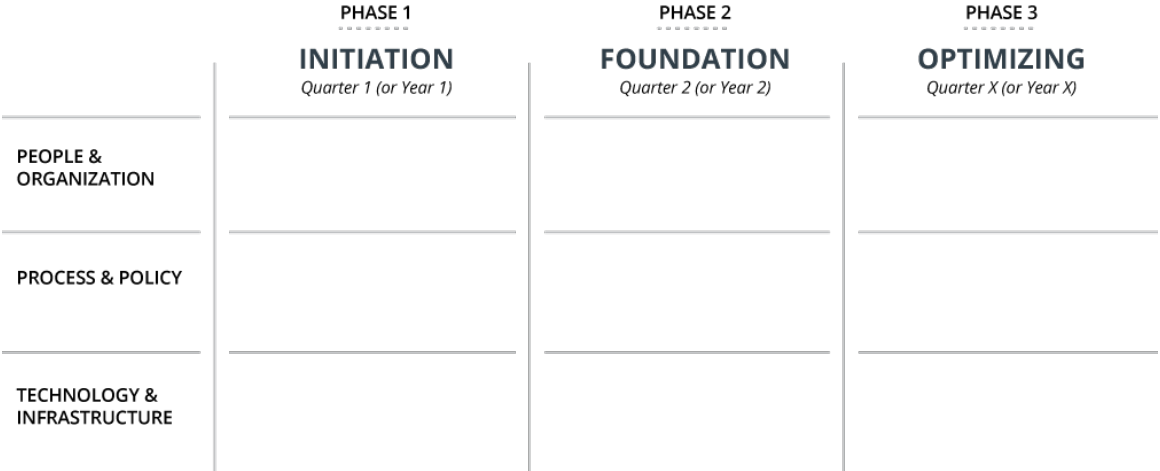 PHASE 1
PHASE 2
PHASE 3
INITIATION
FOUNDATION
OPTIMIZING
Quarter 1 (or Year 1)
Quarter 2 (or Year 2)
Quarter X (or Year X)
PEOPLE &
ORGANIZATION
PROCESS & POLICY
TECHNOLOGY &
INFRASTRUCTURE